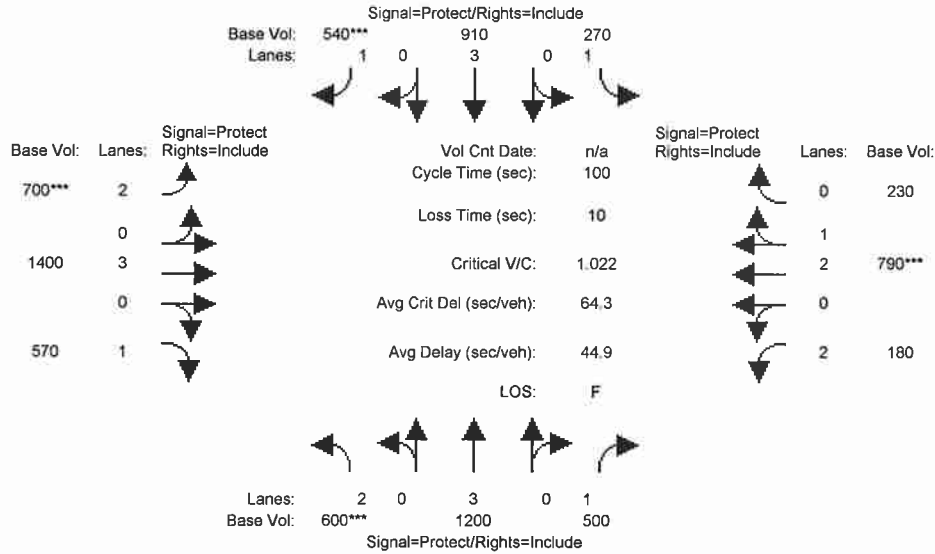 Signal=Protect/Rights=Include
Base Vol: 540*** 910 270
Lanes: 1 0 3 0 1
Signal=Protect
Base Vol: Lanes: Rights=Include
700*** 2
0
1400 3
0
570 1
Vol Cnt Date: n/a
Cycle Time (sec): 100
Loss Time (sec): 10
Critical V/C: 1.022
Avg Crit Del (sec/veh): 64.3
Avg Delay (sec/veh): 44.9
LOS: F
Signal=Protect
Rights=Include Lanes: Base Vol:
0 230
1
2 790***
0
2 180
Lanes: 2 0 3 0 1
Base Vol: 600*** 1200 500
Signal=Protect/Rights=Include